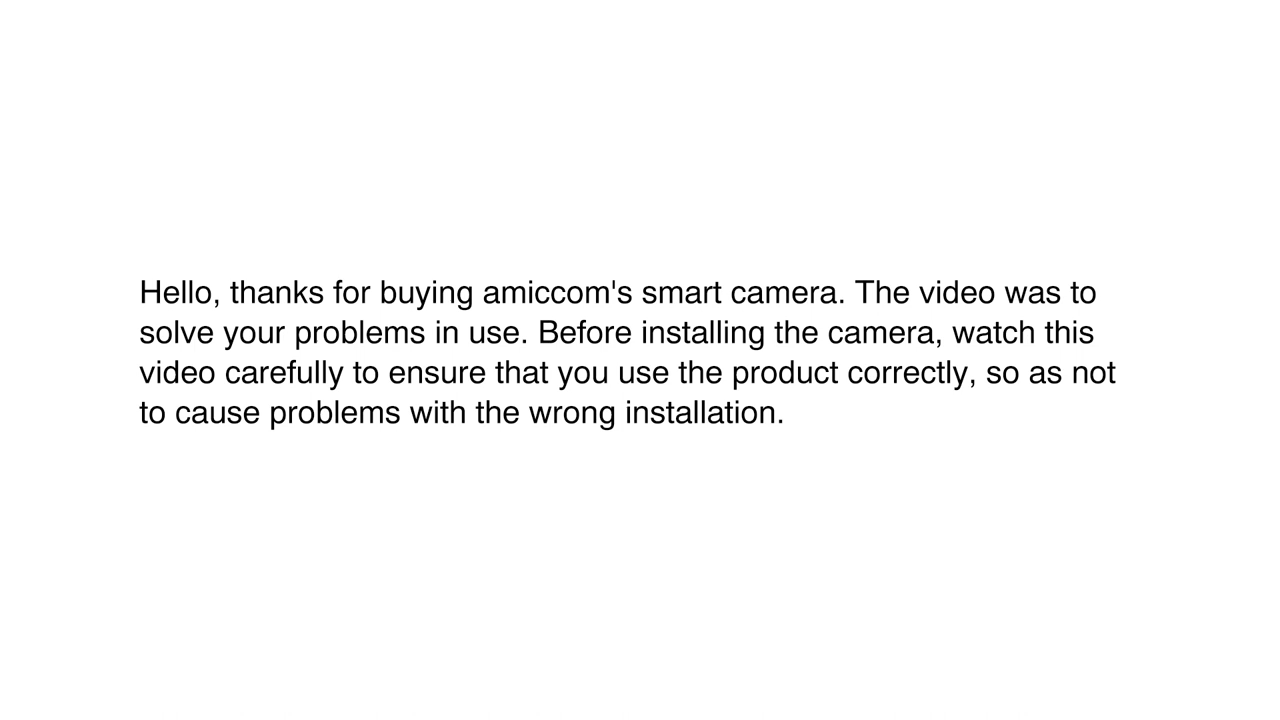 Hello, thanks for buying amiccom's smart camera. The video was to
solve your problems in use. Before installing the camera, watch this
video carefully to ensure that you use the product correctly, so as not
to cause problems with the wrong installation.